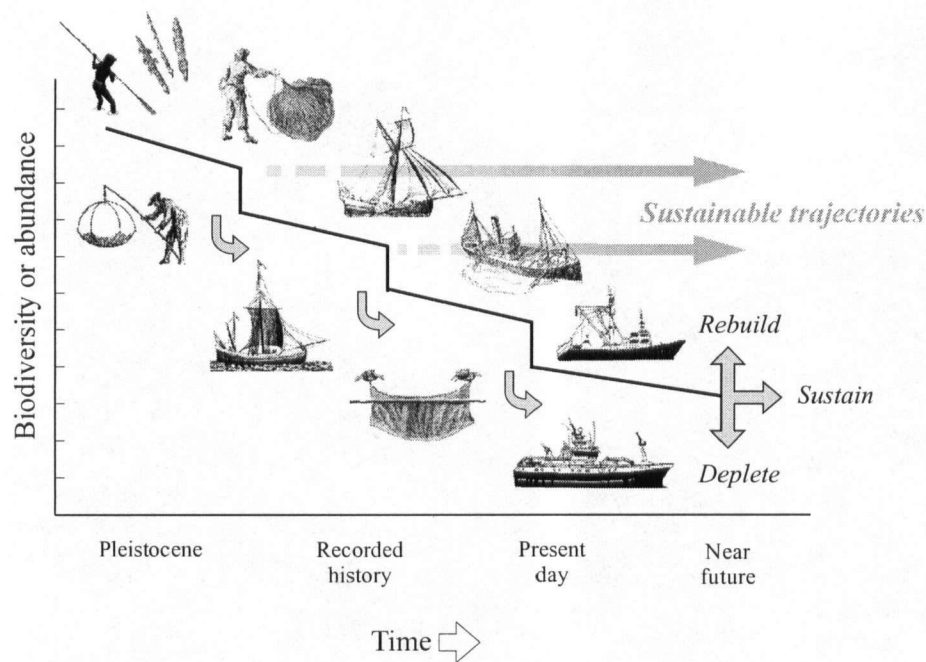 Biodiversity or abundance
Sustainable trajectories
Rebuild
Sustain
Deplete
Pleistocene
Recorded
history
Present
day
Near
future
Time